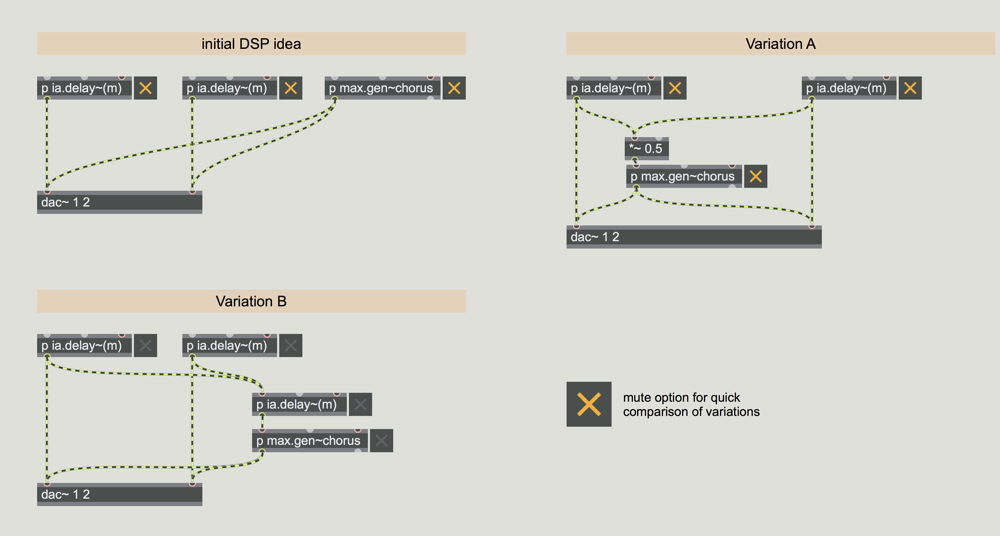 initial DSP idea
p ia.delay~(m)
p ia.delay~(m)
p max.gen~chorus
dac~ 1 2
Variation A
p ia.delay~(m)
p ia.delay~(m)
*~ 0.5
p max.gen~chorus
dac~ 1 2
Variation B
p ia.delay~(m)
p ia.delay~(m)
p ia.delay~(m)
p max.gen~chorus
dac~ 1 2
mute option for quick
comparison of variations